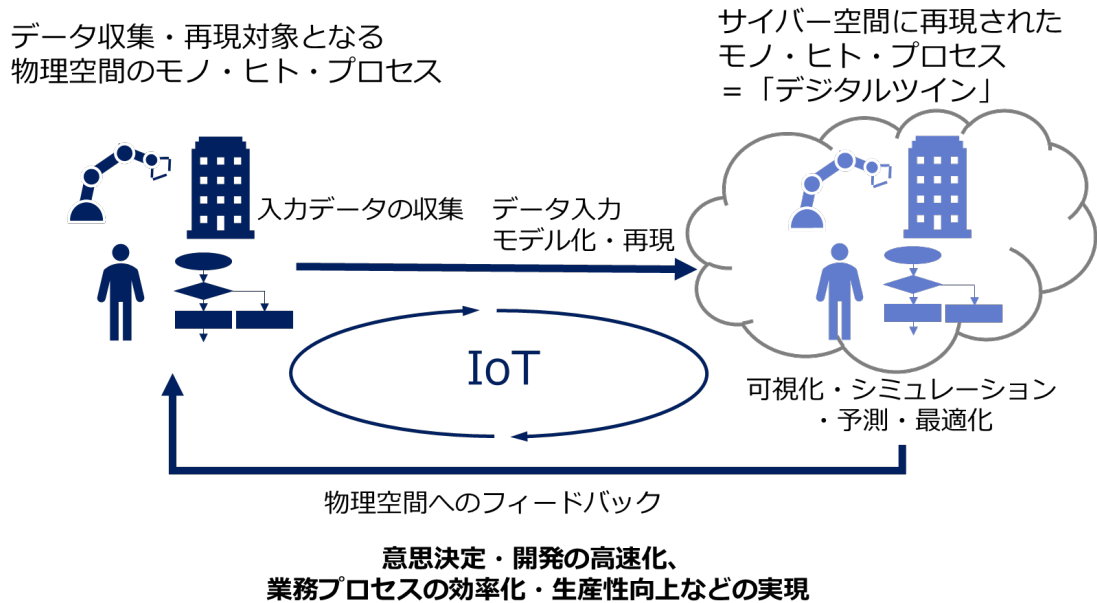 データ収集・再現対象となる
物理空間のモノ・ヒト・プロセス
サイバー空間に再現された
モノ・ヒト・プロセス
＝「デジタルツイン」
入力データの収集
データ入力
モデル化・再現
IoT
可視化・シミュレーション
・予測・最適化
物理空間へのフィードバック
意思決定・開発の高速化、
業務プロセスの効率化・生産性向上などの実現